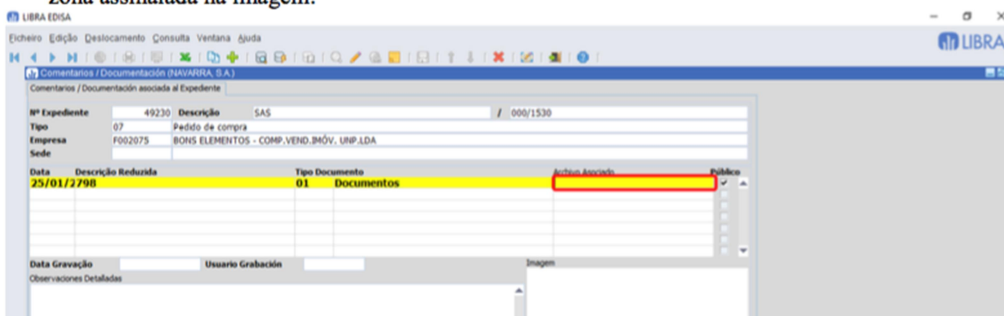 zona assinalada na imagem:
LIBRA EDISA
Ficheiro Edição Deslocamento Consulta Ventana Ajuda
LIBRA
Comentarios / Documentación (NAVARRA, S.A.)
Comentarios / Documentación asociada al Expediente
Nº Expediente 49230 Descrição SAS / 000/1530
Tipo 07 Pedido de compra
Empresa F002075 BONS ELEMENTOS - COMP.VEND.IMÓV. UNP.LDA
Sede
Data Descrição Reduzida Tipo Documento Archivo Asociado Público
25/01/2798 01 Documentos
Data Gravação Usuario Grabación Imagem
Observaciones Detalladas